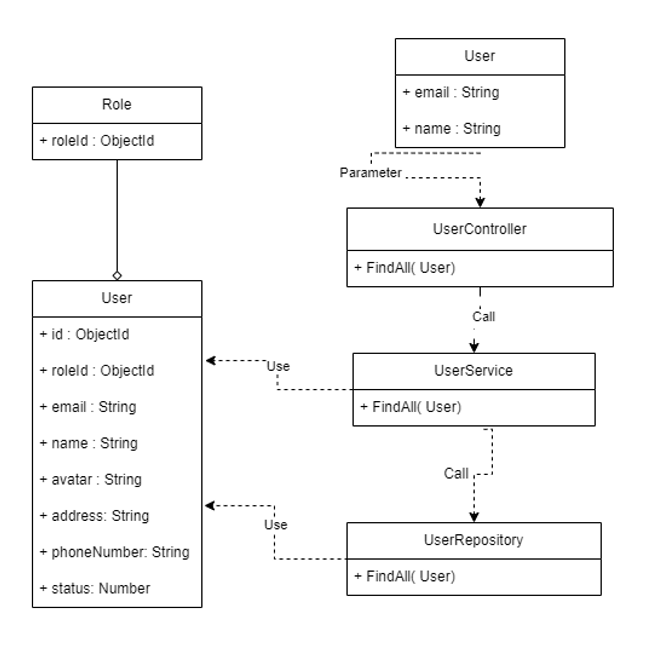 User
+ email : String
+ name : String
Role
+ roleId : ObjectId
Parameter
UserController
+ FindAll( User)
Call
User
+ id : ObjectId
+ roleId : ObjectId
+ email : String
+ name : String
+ avatar : String
+ address: String
+ phoneNumber: String
+ status: Number
Use
UserService
+ FindAll( User)
Call
Use
UserRepository
+ FindAll( User)